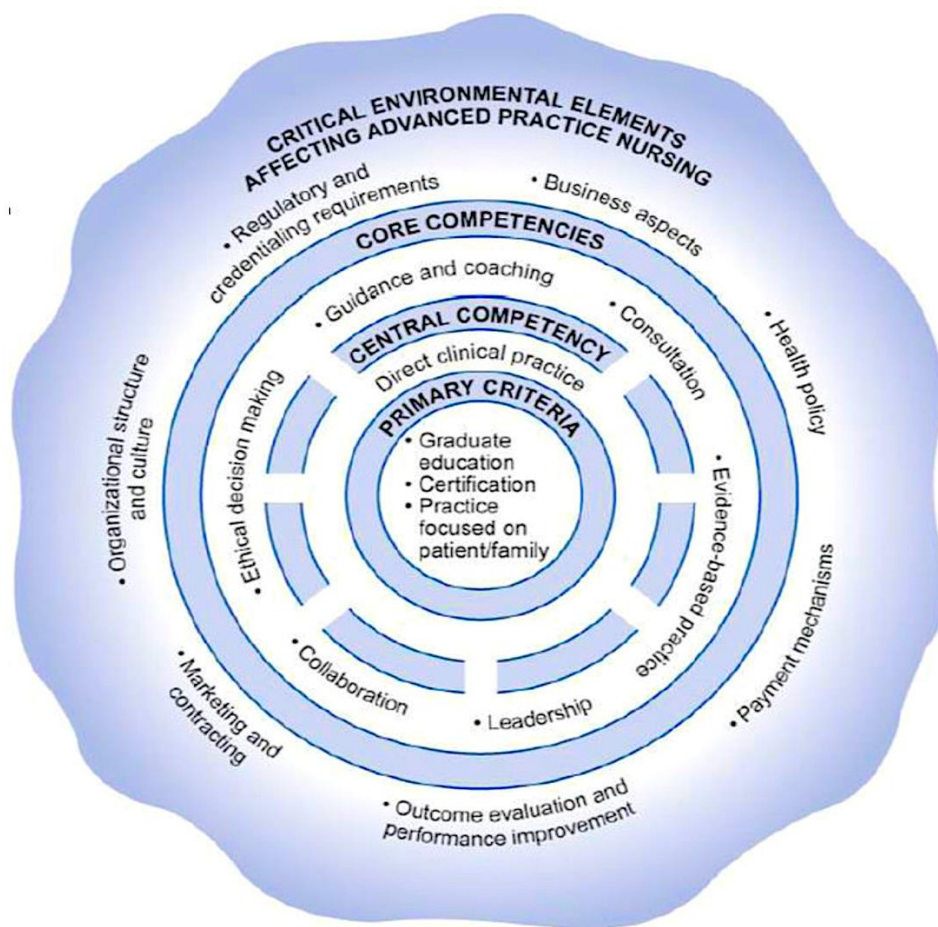 CRITICAL ENVIRONMENTAL ELEMENTS
AFFECTING ADVANCED PRACTICE NURSING
• Regulatory and
credentialing requirements
• Business aspects
• Health policy
• Payment mechanisms
• Outcome evaluation and
performance improvement
• Marketing and
contracting
• Organizational structure
and culture
CORE COMPETENCIES
• Guidance and coaching
• Consultation
• Evidence-based practice
• Leadership
• Collaboration
• Ethical decision making
CENTRAL COMPETENCY
Direct clinical practice
PRIMARY CRITERIA
• Graduate
education
• Certification
• Practice
focused on
patient/family